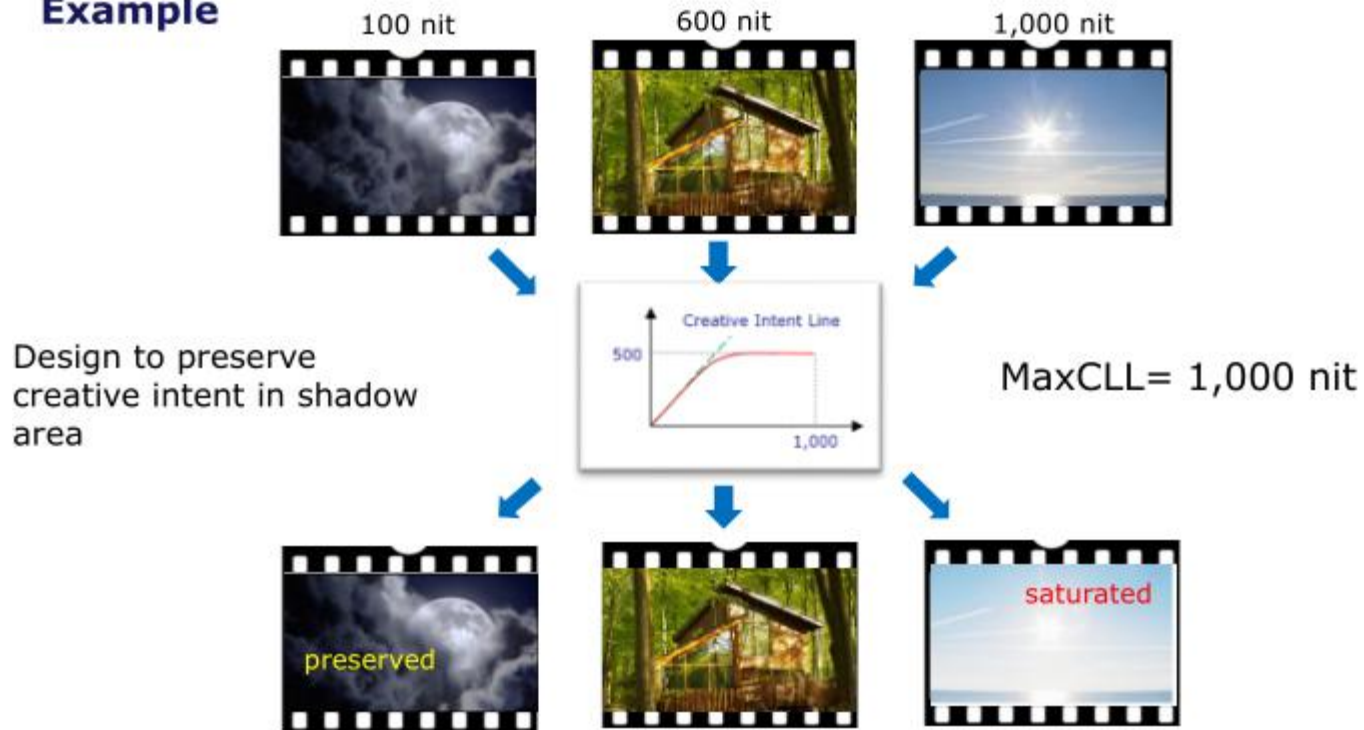 Example
100 nit
600 nit
1,000 nit
Creative Intent Line
500
1,000
Design to preserve
creative intent in shadow
area
MaxCLL= 1,000 nit
preserved
saturated